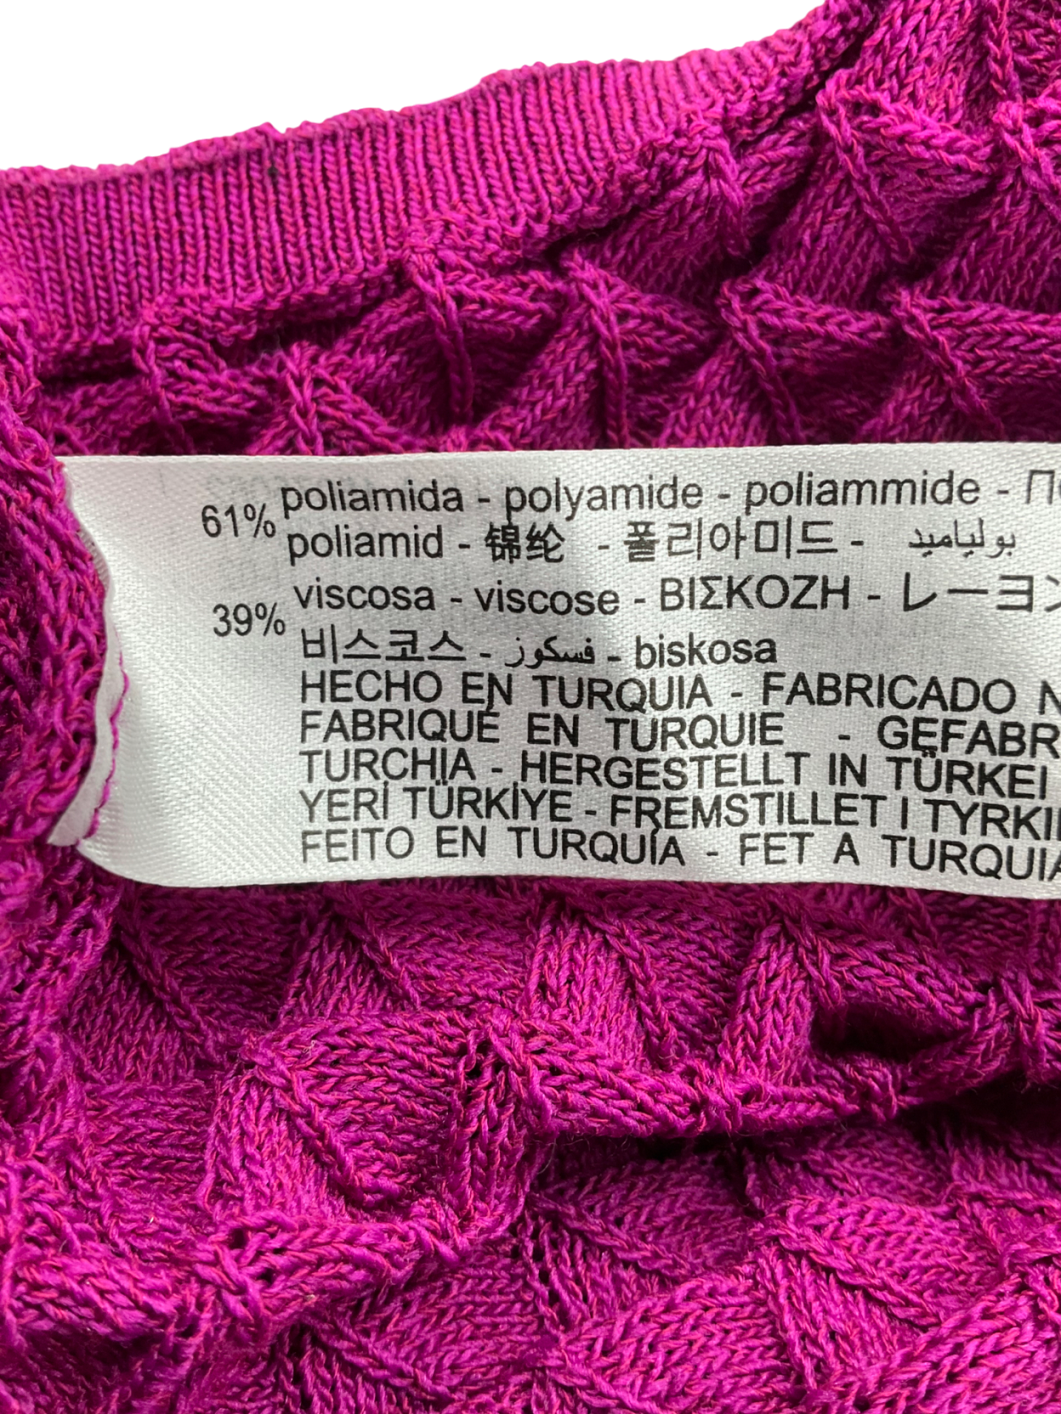 61% poliamida - polyamide - poliammide -
poliamid - 锦纶 - 폴리아미드 - بولياميد
39% viscosa - viscose - ΒΙΣΚΟΖΗ - レーヨン
비스코스 - فسكوز - biskosa
HECHO EN TURQUIA - FABRICADO N
FABRIQUÉ EN TURQUIE - GEFABR
TURCHIA - HERGESTELLT IN TÜRKEI
YERİ TÜRKİYE - FREMSTILLET I TYRKI
FEITO EN TURQUÍA - FET A TURQUIA